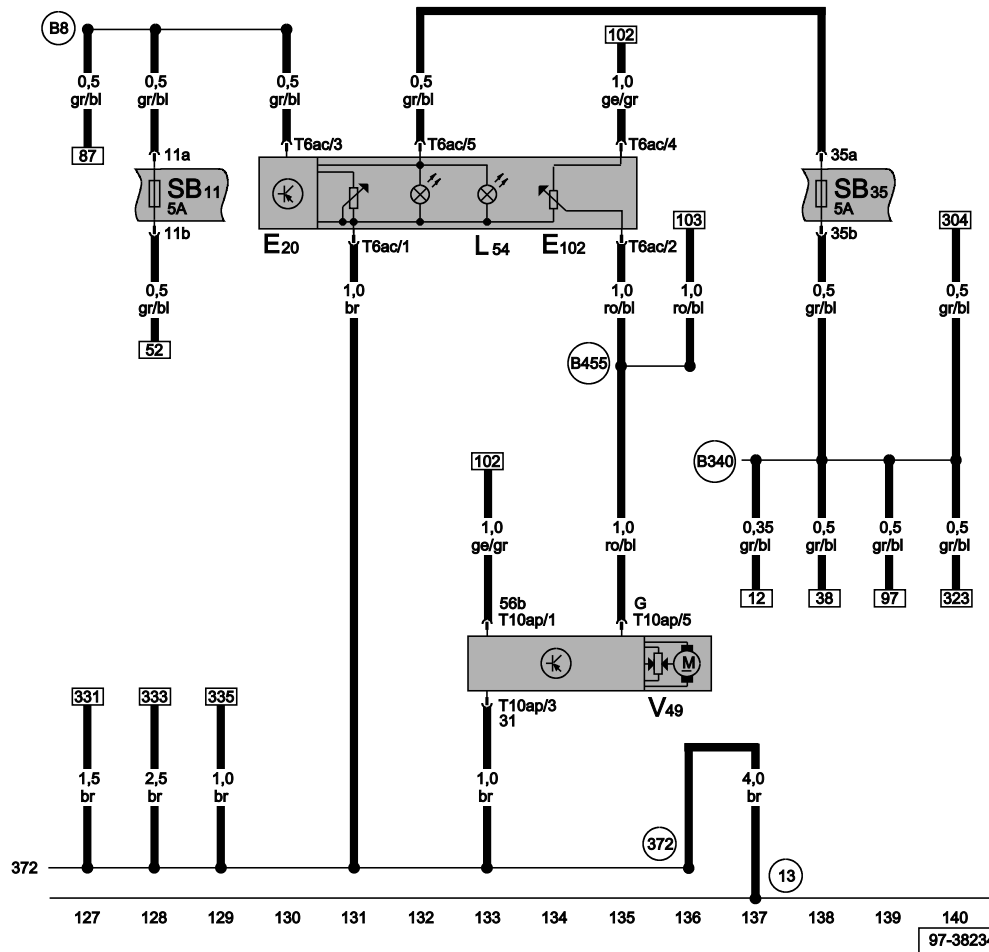 B8
102
0,5
gr/bl
0,5
gr/bl
0,5
gr/bl
0,5
gr/bl
1,0
ge/gr
87
11a
T6ac/3
T6ac/5
T6ac/4
35a
SB11
5A
SB35
5A
11b
E20
T6ac/1
L54
E102
T6ac/2
103
35b
304
0,5
gr/bl
1,0
br
1,0
ro/bl
1,0
ro/bl
0,5
gr/bl
0,5
gr/bl
52
B455
102
B340
1,0
ge/gr
1,0
ro/bl
0,35
gr/bl
0,5
gr/bl
0,5
gr/bl
0,5
gr/bl
56b
T10ap/1
G
T10ap/5
12
38
97
323
M
331
333
335
T10ap/3
31
V49
1,5
br
2,5
br
1,0
br
1,0
br
4,0
br
372
372
13
127 128 129 130 131 132 133 134 135 136 137 138 139 140